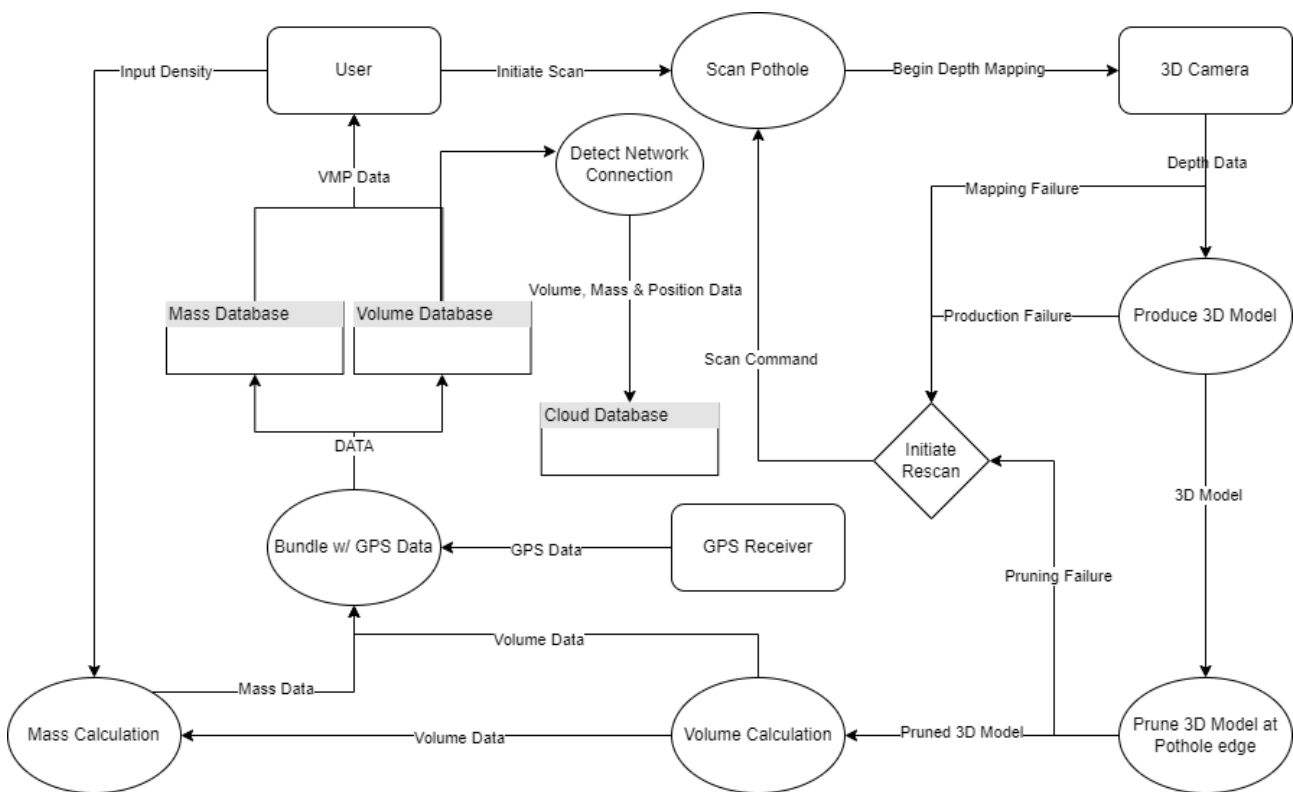 Input Density
User
Initiate Scan
Scan Pothole
Begin Depth Mapping
3D Camera
Detect Network
Connection
VMP Data
Depth Data
Mapping Failure
Volume, Mass & Position Data
Mass Database
Volume Database
Production Failure
Produce 3D Model
Scan Command
Cloud Database
DATA
Initiate
Rescan
3D Model
Bundle w/ GPS Data
GPS Data
GPS Receiver
Pruning Failure
Volume Data
Mass Data
Mass Calculation
Volume Data
Volume Calculation
Pruned 3D Model
Prune 3D Model at
Pothole edge